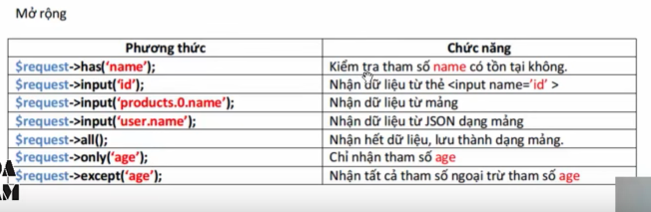 Mở rộng
Phương thức Chức năng
$request->has(‘name’); Kiểm tra tham số name có tồn tại không.
$request->input(‘id’); Nhận dữ liệu từ thẻ <input name=’id’ >
$request->input(‘products.0.name’); Nhận dữ liệu từ mảng
$request->input(‘user.name’); Nhận dữ liệu từ JSON dạng mảng
$request->all(); Nhận hết dữ liệu, lưu thành dạng mảng.
$request->only(‘age’); Chỉ nhận tham số age
$request->except(‘age’); Nhận tất cả tham số ngoại trừ tham số age